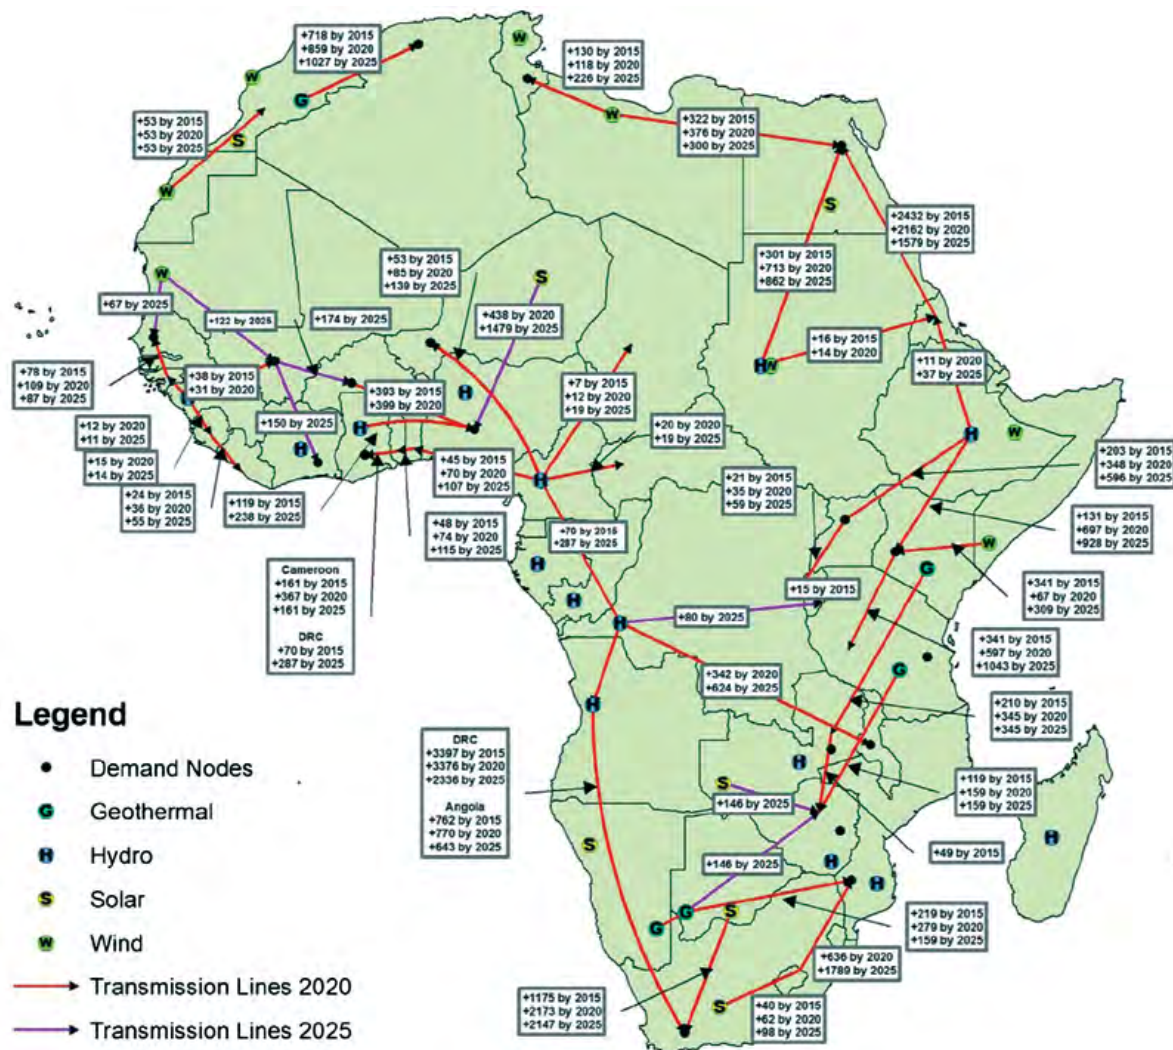 +718 by 2015
+859 by 2020
+1027 by 2025
+130 by 2015
+118 by 2020
+226 by 2025
+53 by 2015
+53 by 2020
+53 by 2025
+322 by 2015
+376 by 2020
+300 by 2025
+2432 by 2015
+2162 by 2020
+1579 by 2025
+301 by 2015
+713 by 2020
+862 by 2025
+53 by 2015
+85 by 2020
+139 by 2025
+67 by 2025
+122 by 2025
+174 by 2025
+438 by 2020
+1479 by 2025
+16 by 2015
+14 by 2020
+11 by 2020
+37 by 2025
+78 by 2015
+109 by 2020
+87 by 2025
+38 by 2015
+31 by 2020
+393 by 2015
+399 by 2020
+7 by 2015
+12 by 2020
+19 by 2025
+150 by 2025
+12 by 2020
+11 by 2025
+15 by 2020
+14 by 2025
+24 by 2015
+36 by 2020
+55 by 2025
+119 by 2015
+238 by 2025
+45 by 2015
+70 by 2020
+107 by 2025
+20 by 2020
+19 by 2025
+21 by 2015
+35 by 2020
+59 by 2025
+203 by 2015
+348 by 2020
+596 by 2025
+48 by 2015
+74 by 2020
+115 by 2025
+70 by 2015
+287 by 2025
+131 by 2015
+697 by 2020
+928 by 2025
Cameroon
+161 by 2015
+367 by 2020
+161 by 2025
DRC
+70 by 2015
+287 by 2025
+15 by 2015
+80 by 2025
+341 by 2015
+67 by 2020
+309 by 2025
+341 by 2015
+597 by 2020
+1043 by 2025
+342 by 2020
+624 by 2025
+210 by 2015
+345 by 2020
+345 by 2025
DRC
+3397 by 2015
+3376 by 2020
+2336 by 2025
Angola
+762 by 2015
+770 by 2020
+643 by 2025
+119 by 2015
+159 by 2020
+159 by 2025
+146 by 2025
+49 by 2015
+146 by 2025
+219 by 2015
+279 by 2020
+159 by 2025
+636 by 2020
+1789 by 2025
+1175 by 2015
+2173 by 2020
+2147 by 2025
+40 by 2015
+62 by 2020
+98 by 2025
Legend
Demand Nodes
G Geothermal
H Hydro
S Solar
W Wind
Transmission Lines 2020
Transmission Lines 2025